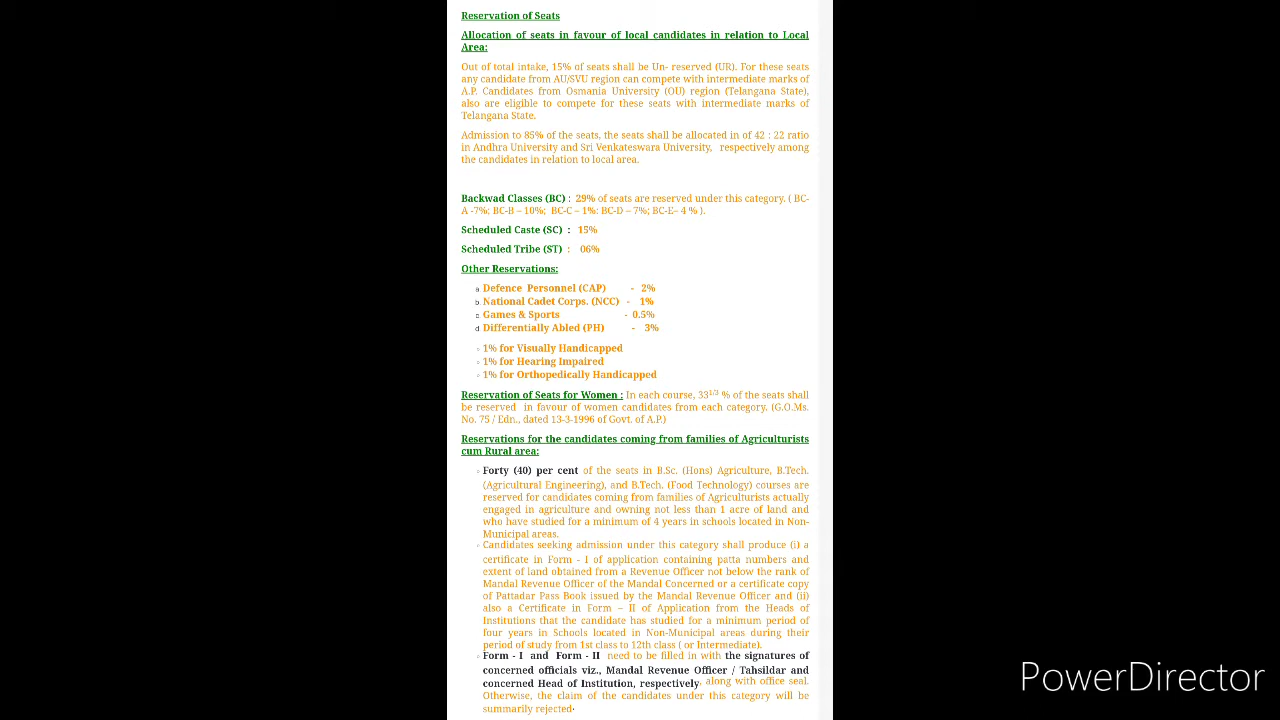 Reservation of Seats
Allocation of seats in favour of local candidates in relation to Local
Area:
Out of total intake, 15% of seats shall be Un- reserved (UR). For these seats
any candidate from AU/SVU region can compete with intermediate marks of
A.P. Candidates from Osmania University (OU) region (Telangana State),
also are eligible to compete for these seats with intermediate marks of
Telangana State.
Admission to 85% of the seats, the seats shall be allocated in of 42 : 22 ratio
in Andhra University and Sri Venkateswara University, respectively among
the candidates in relation to local area.
Backwad Classes (BC) : 29% of seats are reserved under this category. ( BC-
A -7%; BC-B – 10%; BC-C – 1%: BC-D – 7%; BC-E– 4 % ).
Scheduled Caste (SC) : 15%
Scheduled Tribe (ST) : 06%
Other Reservations:
a Defence Personnel (CAP) - 2%
b National Cadet Corps. (NCC) - 1%
c Games & Sports - 0.5%
d Differentially Abled (PH) - 3%
◦ 1% for Visually Handicapped
◦ 1% for Hearing Impaired
◦ 1% for Orthopedically Handicapped
Reservation of Seats for Women : In each course, 33¹/³ % of the seats shall
be reserved in favour of women candidates from each category. (G.O.Ms.
No. 75 / Edn., dated 13-3-1996 of Govt. of A.P.)
Reservations for the candidates coming from families of Agriculturists
cum Rural area:
◦ Forty (40) per cent of the seats in B.Sc. (Hons) Agriculture, B.Tech.
(Agricultural Engineering), and B.Tech. (Food Technology) courses are
reserved for candidates coming from families of Agriculturists actually
engaged in agriculture and owning not less than 1 acre of land and
who have studied for a minimum of 4 years in schools located in Non-
Municipal areas.
◦ Candidates seeking admission under this category shall produce (i) a
certificate in Form - I of application containing patta numbers and
extent of land obtained from a Revenue Officer not below the rank of
Mandal Revenue Officer of the Mandal Concerned or a certificate copy
of Pattadar Pass Book issued by the Mandal Revenue Officer and (ii)
also a Certificate in Form – II of Application from the Heads of
Institutions that the candidate has studied for a minimum period of
four years in Schools located in Non-Municipal areas during their
period of study from 1st class to 12th class ( or Intermediate).
◦ Form - I and Form - II need to be filled in with the signatures of
concerned officials viz., Mandal Revenue Officer / Tahsildar and
concerned Head of Institution, respectively, along with office seal.
Otherwise, the claim of the candidates under this category will be
summarily rejected.
PowerDirector